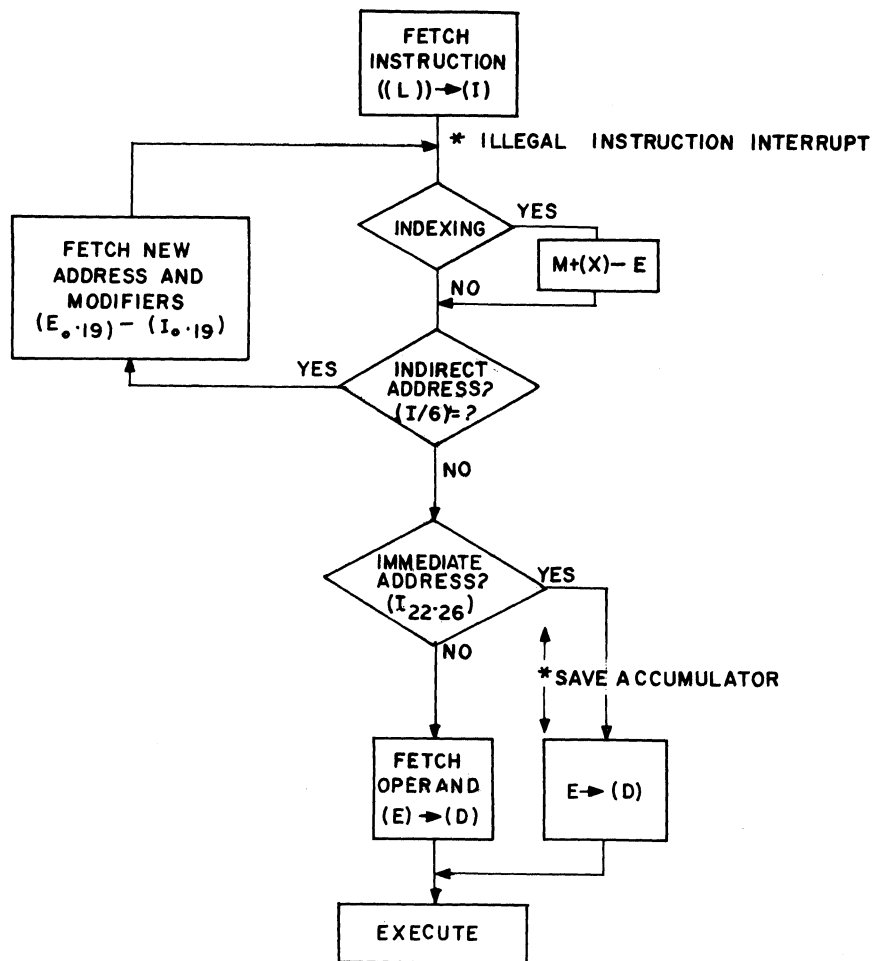 FETCH
INSTRUCTION
((L))→(I)
* ILLEGAL INSTRUCTION INTERRUPT
INDEXING
YES
M+(X)– E
NO
FETCH NEW
ADDRESS AND
MODIFIERS
(E₀.₁₉) – (I₀.₁₉)
YES
INDIRECT
ADDRESS?
(I/6)=?
NO
IMMEDIATE
ADDRESS?
(I₂₂.₂₆)
YES
NO
*SAVE ACCUMULATOR
FETCH
OPERAND
(E)→(D)
E→(D)
EXECUTE